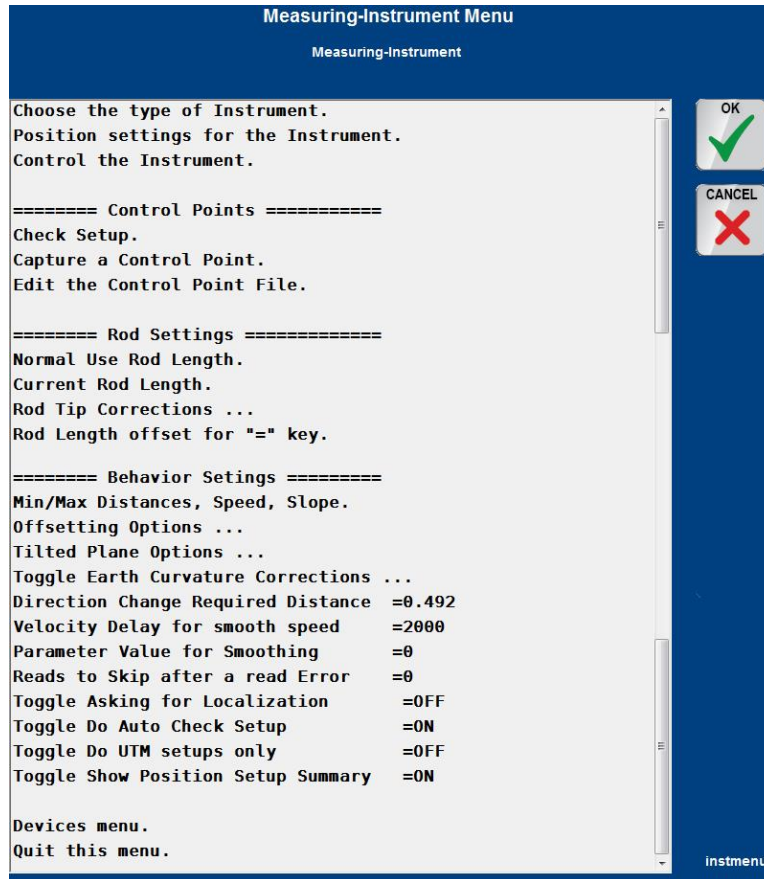 Measuring-Instrument Menu
Measuring-Instrument
Choose the type of Instrument.
Position settings for the Instrument.
Control the Instrument.
======== Control Points ===========
Check Setup.
Capture a Control Point.
Edit the Control Point File.
======== Rod Settings =============
Normal Use Rod Length.
Current Rod Length.
Rod Tip Corrections ...
Rod Length offset for "=" key.
======== Behavior Setings =========
Min/Max Distances, Speed, Slope.
Offsetting Options ...
Tilted Plane Options ...
Toggle Earth Curvature Corrections ...
Direction Change Required Distance =0.492
Velocity Delay for smooth speed =2000
Parameter Value for Smoothing =0
Reads to Skip after a read Error =0
Toggle Asking for Localization =OFF
Toggle Do Auto Check Setup =ON
Toggle Do UTM setups only =OFF
Toggle Show Position Setup Summary =ON
Devices menu.
Quit this menu.
OK
CANCEL
instmenu